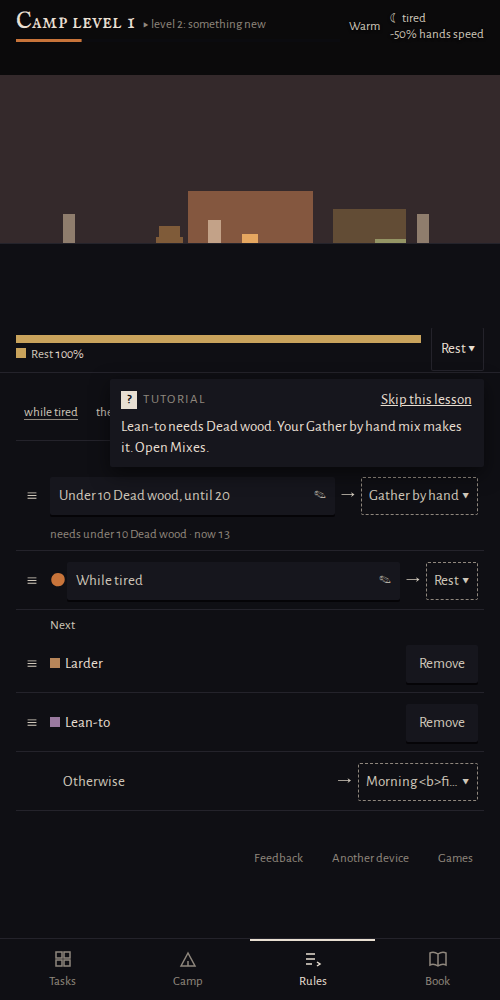 Camp level 1 ▸ level 2: something new
Warm
☾ tired
-50% hands speed
Rest 100%
Rest ▾
while tired
? TUTORIAL
Skip this lesson
Lean-to needs Dead wood. Your Gather by hand mix makes
it. Open Mixes.
Under 10 Dead wood, until 20 ✎ → Gather by hand ▾
needs under 10 Dead wood · now 13
While tired ✎ → Rest ▾
Next
Larder Remove
Lean-to Remove
Otherwise → Morning <b>fi... ▾
Feedback Another device Games
Tasks Camp Rules Book